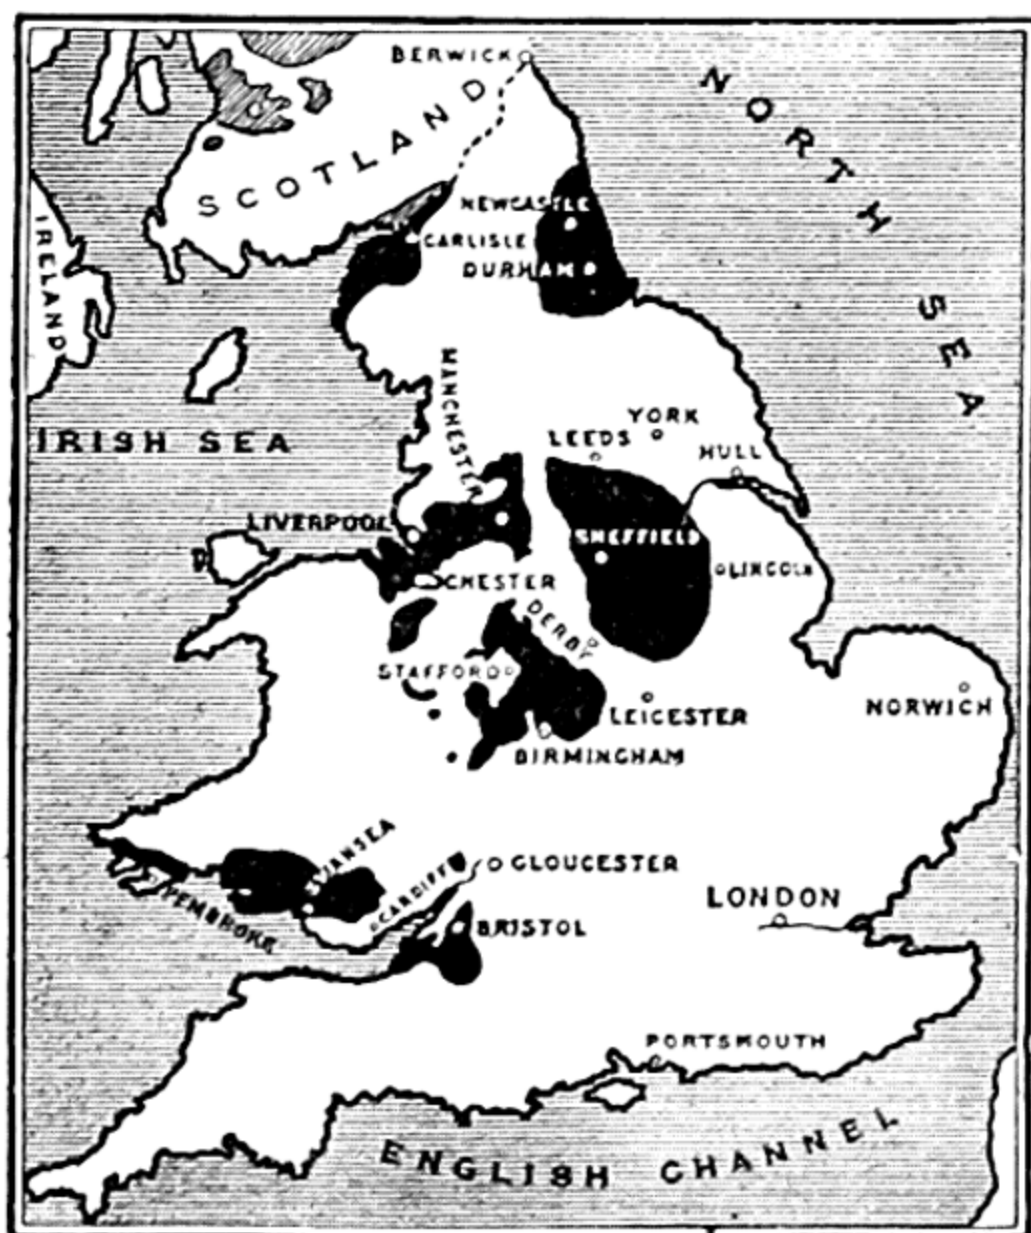 BERWICK
NORTH SEA
SCOTLAND
NEWCASTLE
IRELAND
CARLISLE
DURHAM
MANCHESTER
YORK
IRISH SEA
LEEDS
HULL
LIVERPOOL
SHEFFIELD
CHESTER
LINCOLN
DERBY
STAFFORD
NORWICH
LEICESTER
BIRMINGHAM
SWANSEA
CARDIFF
GLOUCESTER
PEMBROKE
LONDON
BRISTOL
PORTSMOUTH
ENGLISH CHANNEL